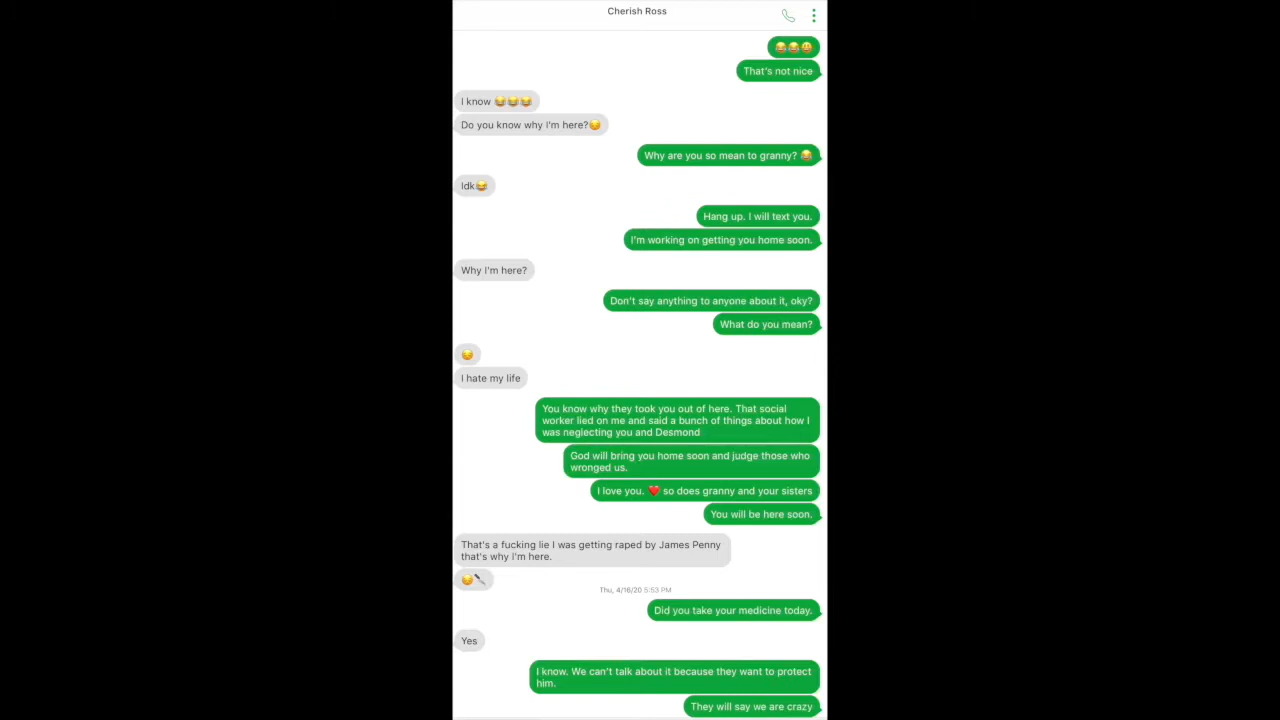 Cherish Ross
😂😂😀
That's not nice
I know 😂😂😂
Do you know why I'm here?😔
Why are you so mean to granny? 😂
Idk😂
Hang up. I will text you.
I'm working on getting you home soon.
Why I'm here?
Don't say anything to anyone about it, oky?
What do you mean?
😔
I hate my life
You know why they took you out of here. That social
worker lied on me and said a bunch of things about how I
was neglecting you and Desmond
God will bring you home soon and judge those who
wronged us.
I love you. ❤️ so does granny and your sisters
You will be here soon.
That's a fucking lie I was getting raped by James Penny
that's why I'm here.
😔🔪
Thu, 4/16/20 5:53 PM
Did you take your medicine today.
Yes
I know. We can't talk about it because they want to protect
him.
They will say we are crazy